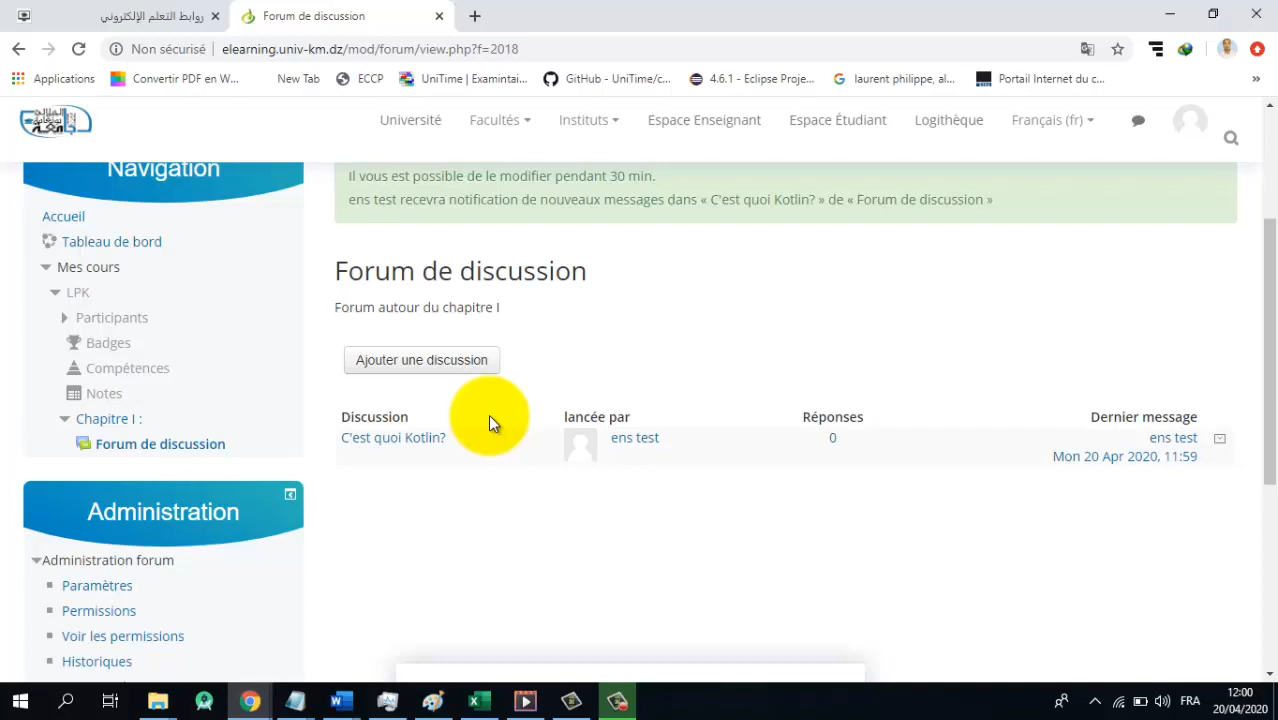 روابط التعلم الإلكتروني
Forum de discussion
Non sécurisé
elearning.univ-km.dz/mod/forum/view.php?f=2018
Applications
Convertir PDF en W...
New Tab
ECCP
UniTime | Examintai...
GitHub - UniTime/c...
4.6.1 - Eclipse Proje...
laurent philippe, al...
Portail Internet du c...
»
Université
Facultés
Instituts
Espace Enseignant
Espace Étudiant
Logithèque
Français (fr)
Navigation
Accueil
Tableau de bord
Mes cours
LPK
Participants
Badges
Compétences
Notes
Chapitre I :
Forum de discussion
Administration
Administration forum
Paramètres
Permissions
Voir les permissions
Historiques
Il vous est possible de le modifier pendant 30 min.
ens test recevra notification de nouveaux messages dans « C'est quoi Kotlin? » de « Forum de discussion »
Forum de discussion
Forum autour du chapitre I
Ajouter une discussion
Discussion lancée par Réponses Dernier message
C'est quoi Kotlin? ens test 0 ens test
Mon 20 Apr 2020, 11:59
FRA
12:00
20/04/2020